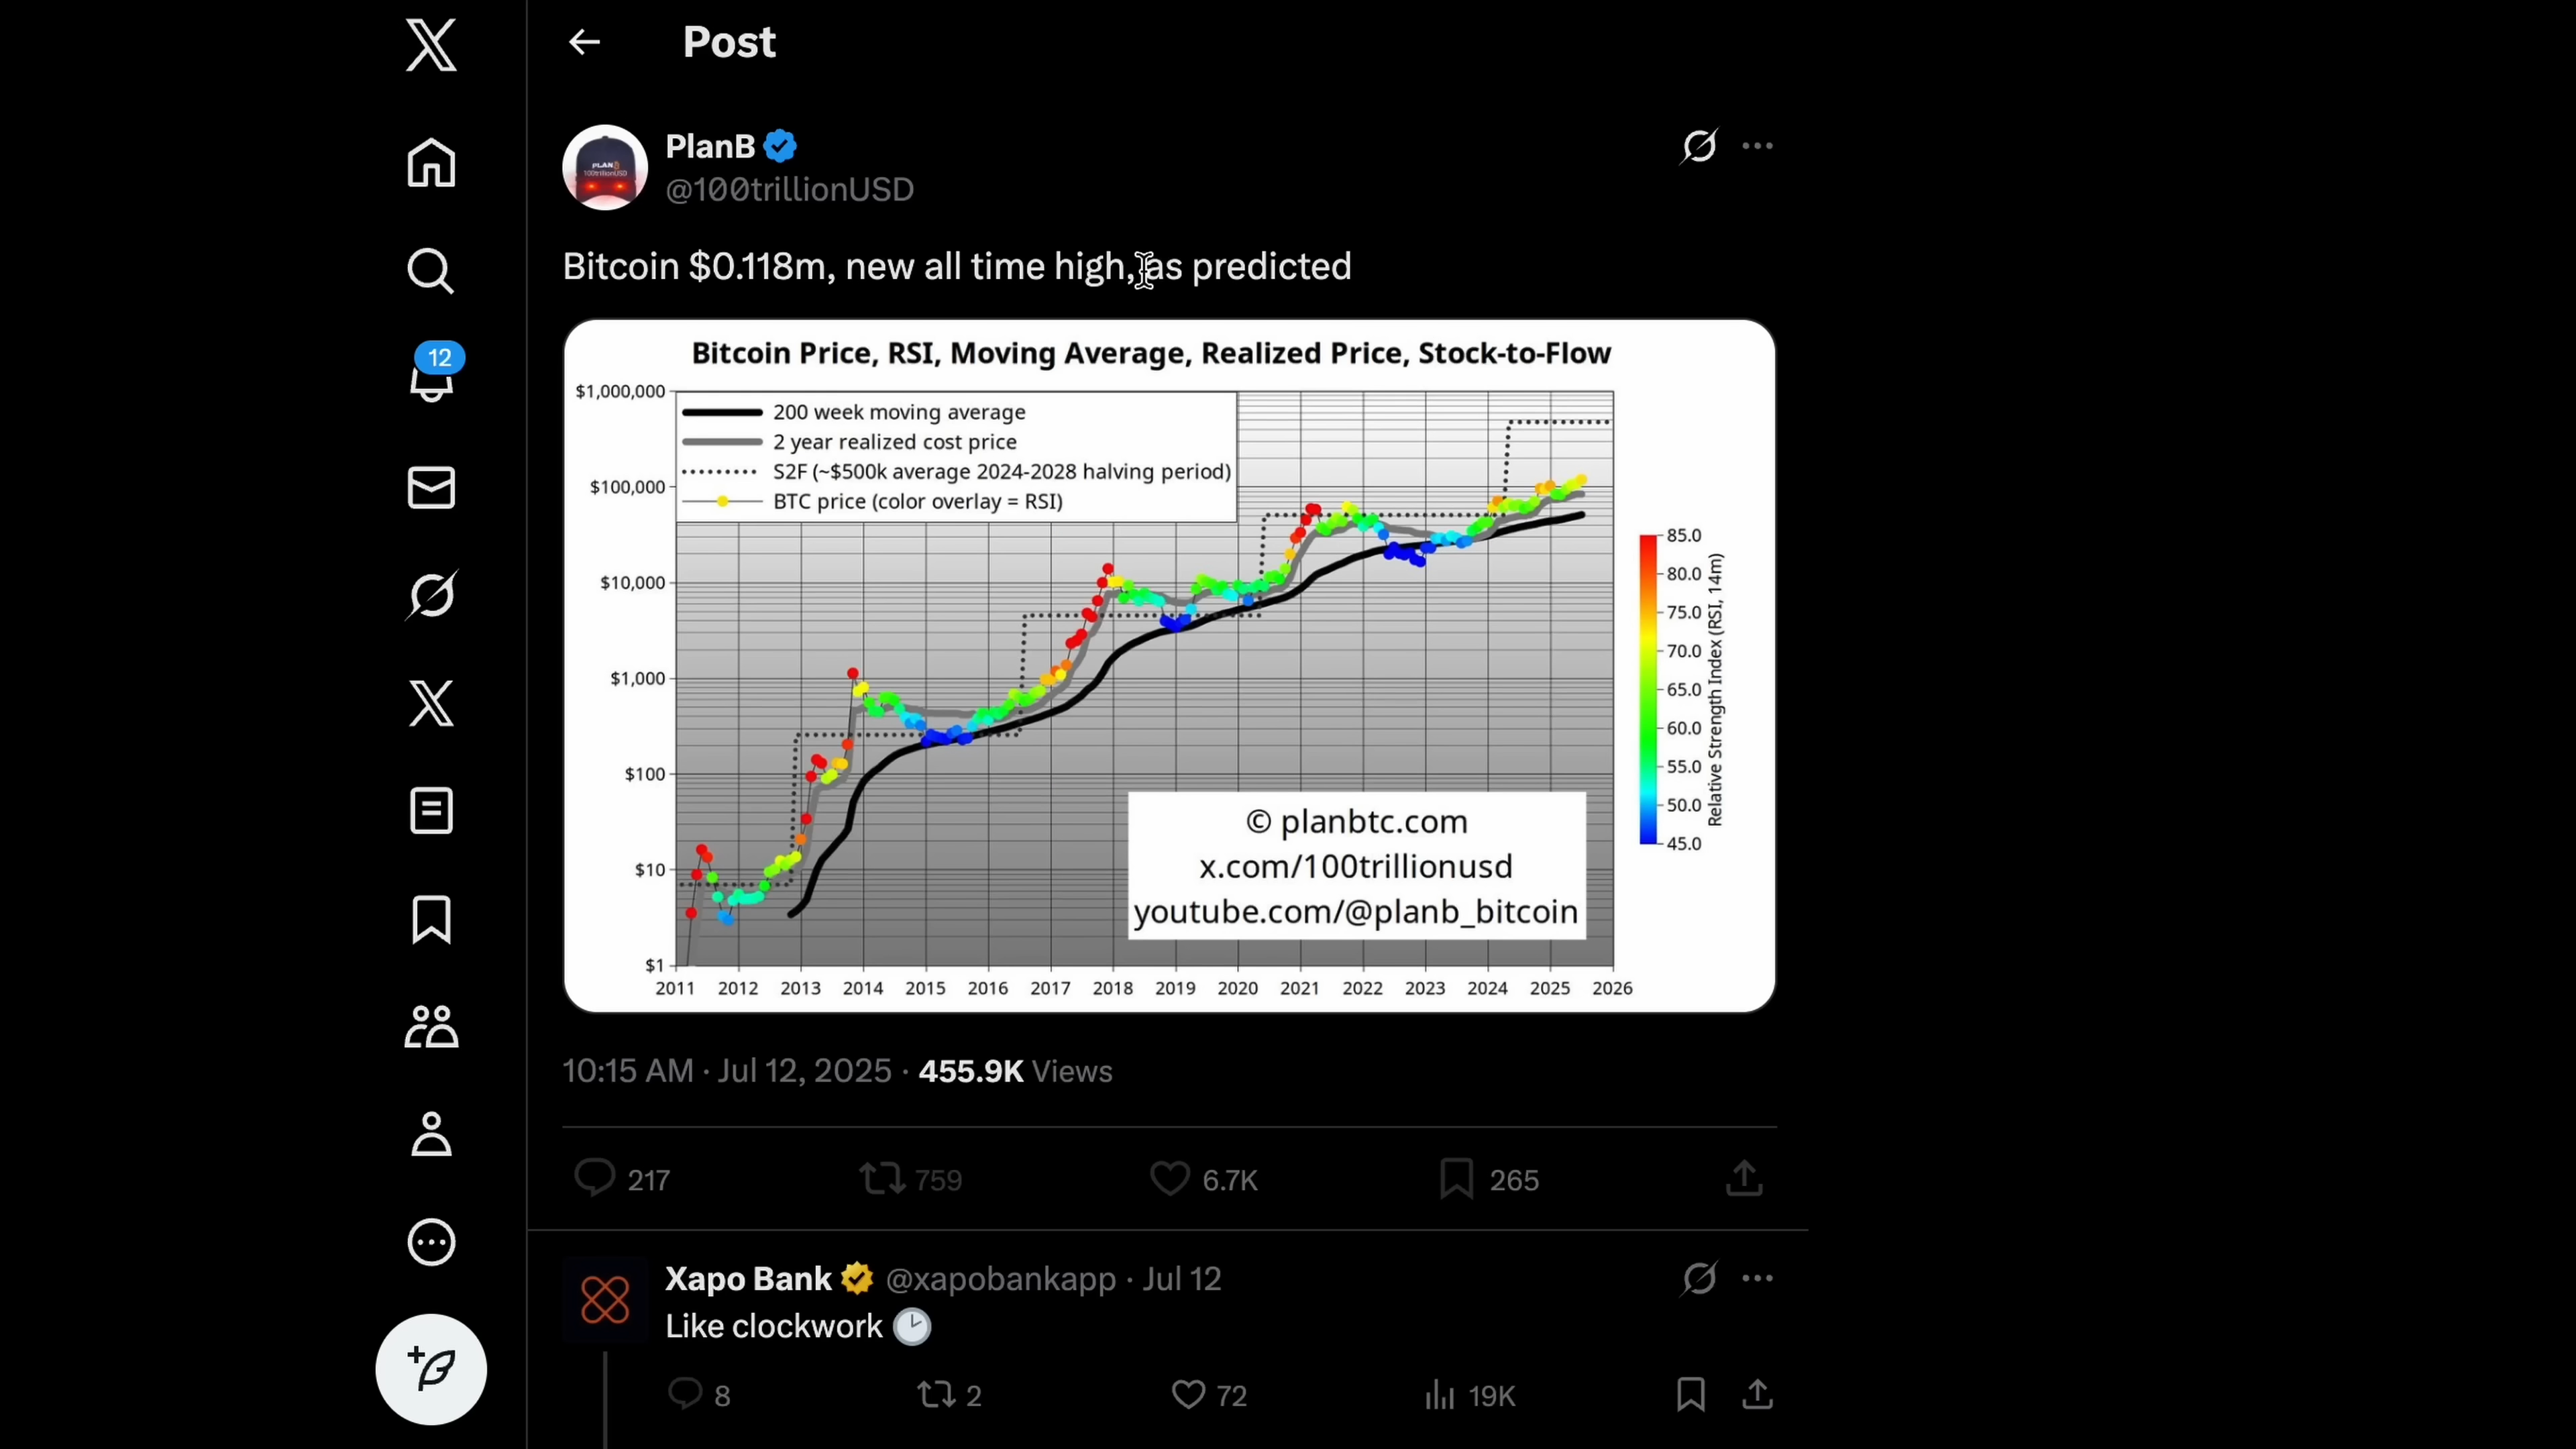 Post
PlanB
@100trillionUSD
PLANB
100trillionUSD
Bitcoin $0.118m, new all time high, as predicted
Bitcoin Price, RSI, Moving Average, Realized Price, Stock-to-Flow
$1,000,000
$100,000
$10,000
$1,000
$100
$10
$1
200 week moving average
2 year realized cost price
S2F (~$500k average 2024-2028 halving period)
BTC price (color overlay = RSI)
© planbtc.com
x.com/100trillionusd
youtube.com/@planb_bitcoin
2011 2012 2013 2014 2015 2016 2017 2018 2019 2020 2021 2022 2023 2024 2025 2026
85.0
80.0
75.0
70.0
65.0
60.0
55.0
50.0
45.0
Relative Strength Index (RSI, 14m)
10:15 AM · Jul 12, 2025 · 455.9K Views
217 759 6.7K 265
Xapo Bank @xapobankapp · Jul 12
Like clockwork
8 2 72 19K
12